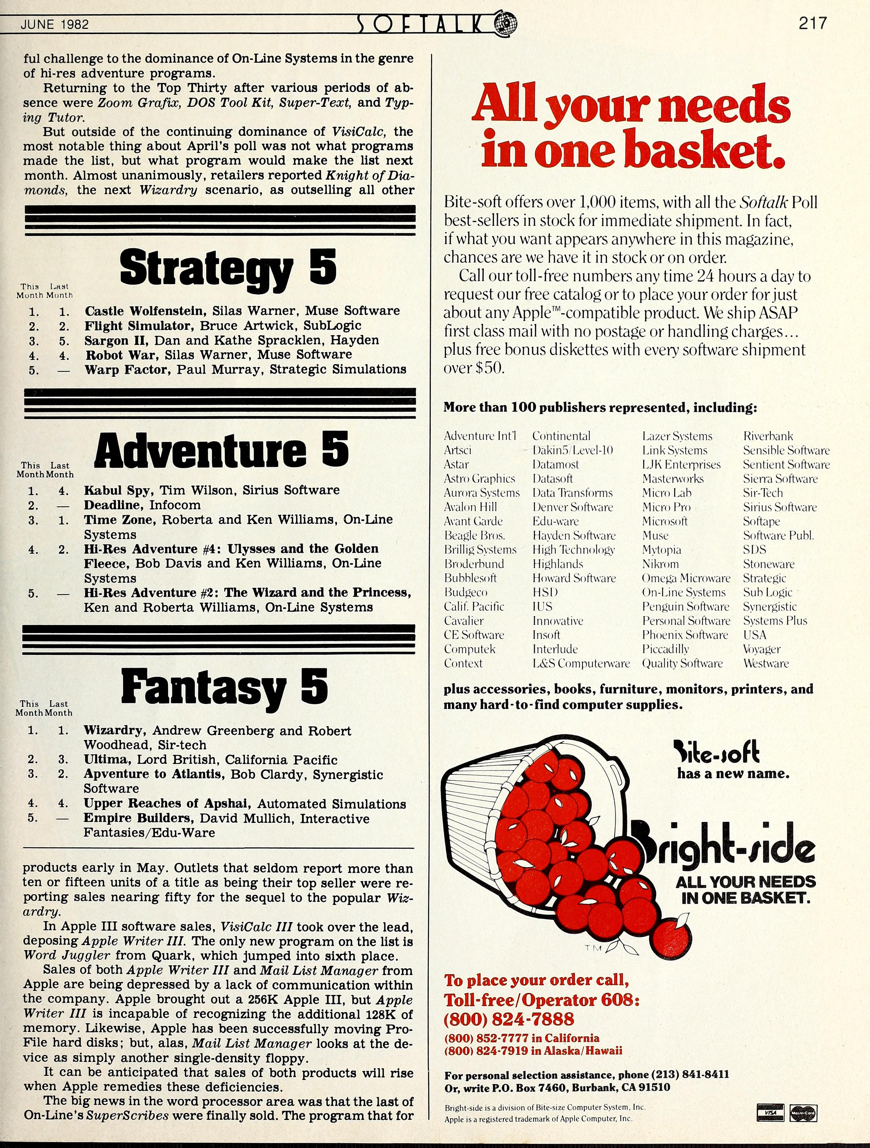 JUNE 1982
SOFTALK
217
ful challenge to the dominance of On-Line Systems in the genre
of hi-res adventure programs.
Returning to the Top Thirty after various periods of ab-
sence were Zoom Grafix, DOS Tool Kit, Super-Text, and Typ-
ing Tutor.
But outside of the continuing dominance of VisiCalc, the
most notable thing about April's poll was not what programs
made the list, but what program would make the list next
month. Almost unanimously, retailers reported Knight of Dia-
monds, the next Wizardry scenario, as outselling all other
Strategy 5
This Last
Month Month
1. 1. Castle Wolfenstein, Silas Warner, Muse Software
2. 2. Flight Simulator, Bruce Artwick, SubLogic
3. 5. Sargon II, Dan and Kathe Spracklen, Hayden
4. 4. Robot War, Silas Warner, Muse Software
5. — Warp Factor, Paul Murray, Strategic Simulations
Adventure 5
This Last
Month Month
1. 4. Kabul Spy, Tim Wilson, Sirius Software
2. — Deadline, Infocom
3. 1. Time Zone, Roberta and Ken Williams, On-Line
Systems
4. 2. Hi-Res Adventure #4: Ulysses and the Golden
Fleece, Bob Davis and Ken Williams, On-Line
Systems
5. — Hi-Res Adventure #2: The Wizard and the Princess,
Ken and Roberta Williams, On-Line Systems
Fantasy 5
This Last
Month Month
1. 1. Wizardry, Andrew Greenberg and Robert
Woodhead, Sir-tech
2. 3. Ultima, Lord British, California Pacific
3. 2. Apventure to Atlantis, Bob Clardy, Synergistic
Software
4. 4. Upper Reaches of Apshai, Automated Simulations
5. — Empire Builders, David Mullich, Interactive
Fantasies/Edu-Ware
products early in May. Outlets that seldom report more than
ten or fifteen units of a title as being their top seller were re-
porting sales nearing fifty for the sequel to the popular Wiz-
ardry.
In Apple III software sales, VisiCalc III took over the lead,
deposing Apple Writer III. The only new program on the list is
Word Juggler from Quark, which jumped into sixth place.
Sales of both Apple Writer III and Mail List Manager from
Apple are being depressed by a lack of communication within
the company. Apple brought out a 256K Apple III, but Apple
Writer III is incapable of recognizing the additional 128K of
memory. Likewise, Apple has been successfully moving Pro-
File hard disks; but, alas, Mail List Manager looks at the de-
vice as simply another single-density floppy.
It can be anticipated that sales of both products will rise
when Apple remedies these deficiencies.
The big news in the word processor area was that the last of
On-Line's SuperScribes were finally sold. The program that for
All your needs
in one basket.
Bite-soft offers over 1,000 items, with all the Softalk Poll
best-sellers in stock for immediate shipment. In fact,
if what you want appears anywhere in this magazine,
chances are we have it in stock or on order.
Call our toll-free numbers any time 24 hours a day to
request our free catalog or to place your order for just
about any Apple™-compatible product. We ship ASAP
first class mail with no postage or handling charges...
plus free bonus diskettes with every software shipment
over $50.
More than 100 publishers represented, including:
Adventure Int'l Continental Lazer Systems Riverbank
Artsci Dakin5/Level-10 Link Systems Sensible Software
Astar Datamost LJK Enterprises Sentient Software
Astro Graphics Datasoft Masterworks Sierra Software
Aurora Systems Data Transforms Micro Lab Sir-Tech
Avalon Hill Denver Software Micro Pro Sirius Software
Avant Garde Edu-ware Microsoft Softape
Beagle Bros. Hayden Software Muse Software Publ.
Brillig Systems High Technology Mytopia SDS
Broderbund Highlands Nikrom Stoneware
Bubblesoft Howard Software Omega Microware Strategic
Budgeco HSD On-Line Systems Sub Logic
Calif. Pacific IUS Penguin Software Synergistic
Cavalier Innovative Personal Software Systems Plus
CE Software Insoft Phoenix Software USA
Computek Interlude Piccadilly Voyager
Context L&S Computerware Quality Software Westware
plus accessories, books, furniture, monitors, printers, and
many hard-to-find computer supplies.
Bite-soft
has a new name.
Bright-side
ALL YOUR NEEDS
IN ONE BASKET.
TM
To place your order call,
Toll-free/Operator 608:
(800) 824-7888
(800) 852-7777 in California
(800) 824-7919 in Alaska/Hawaii
For personal selection assistance, phone (213) 841-8411
Or, write P.O. Box 7460, Burbank, CA 91510
Bright-side is a division of Bite-size Computer System, Inc.
Apple is a registered trademark of Apple Computer, Inc.
VISA
MasterCard